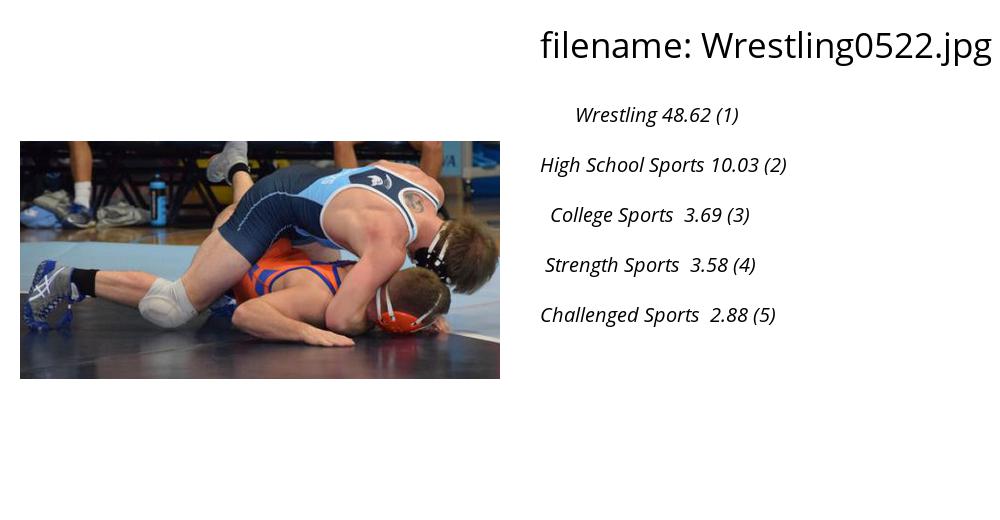 filename: Wrestling0522.jpg
Wrestling 48.62 (1)
High School Sports 10.03 (2)
College Sports 3.69 (3)
Strength Sports 3.58 (4)
Challenged Sports 2.88 (5)